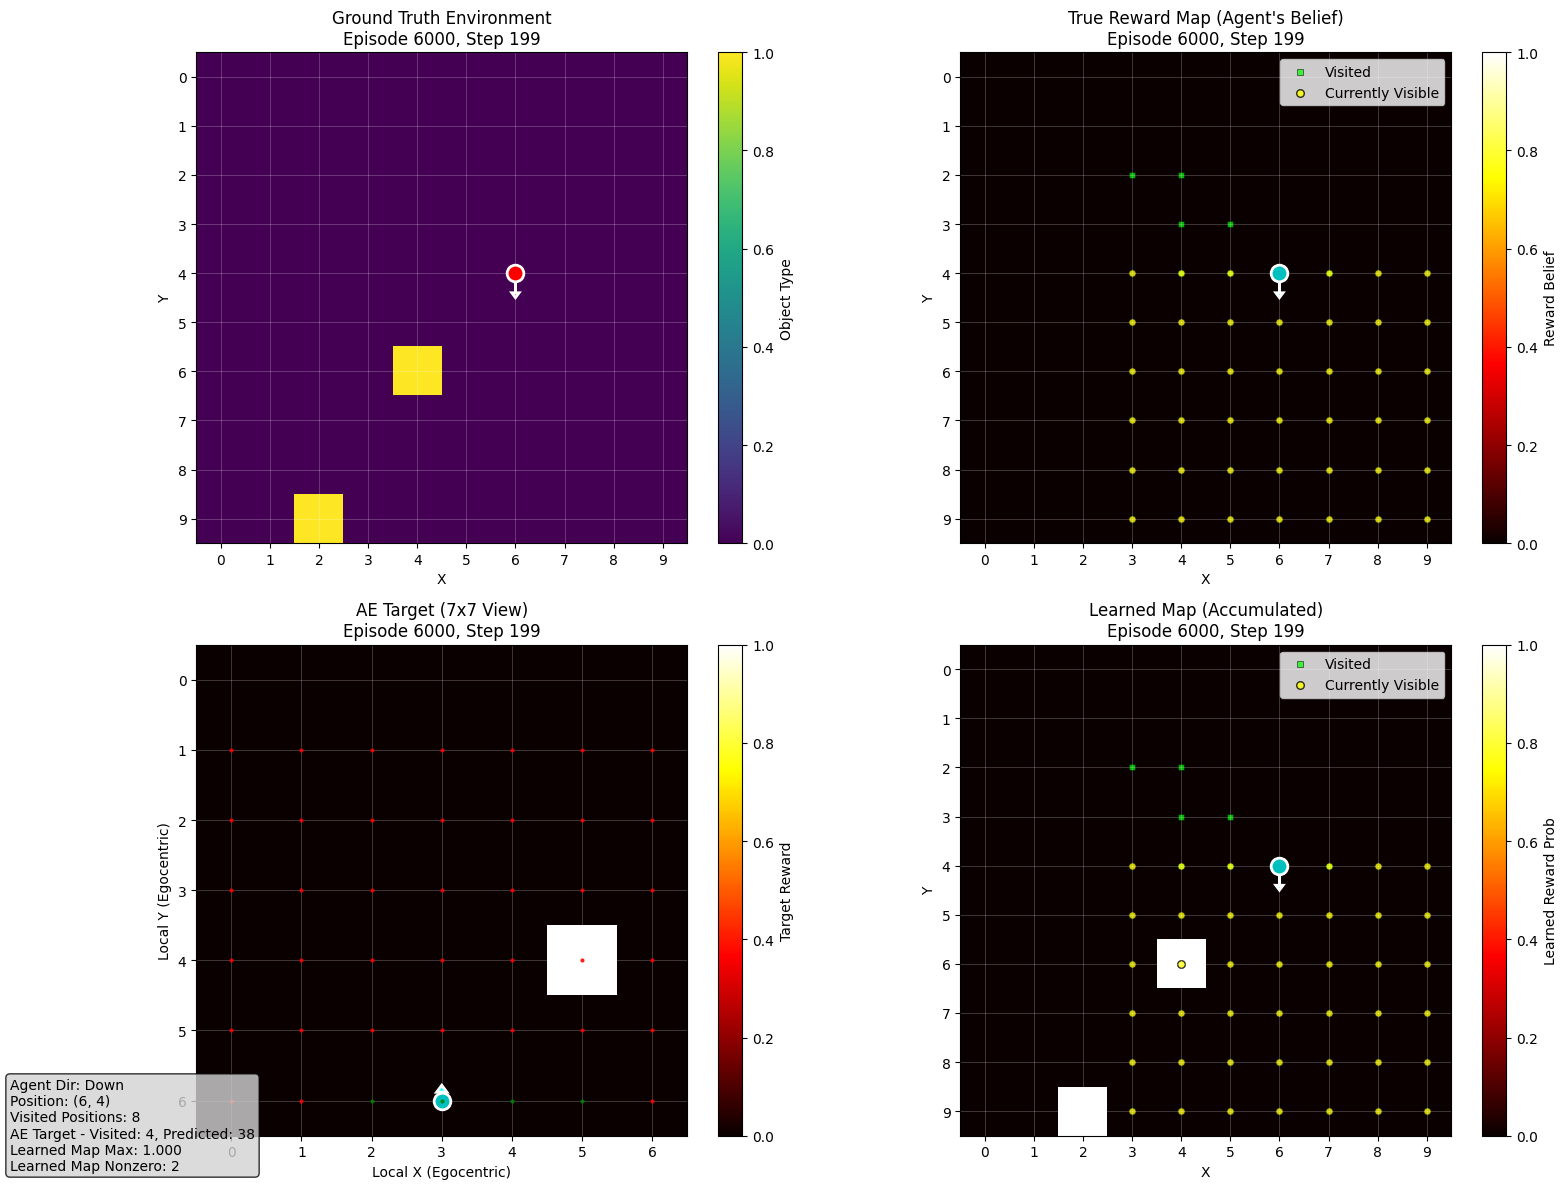 Ground Truth Environment
Episode 6000, Step 199
0
1
2
3
4
5
6
7
8
9
Y
0 1 2 3 4 5 6 7 8 9
X
1.0
0.8
0.6
0.4
0.2
0.0
Object Type
True Reward Map (Agent's Belief)
Episode 6000, Step 199
Visited
Currently Visible
0
1
2
3
4
5
6
7
8
9
Y
0 1 2 3 4 5 6 7 8 9
X
1.0
0.8
0.6
0.4
0.2
0.0
Reward Belief
AE Target (7x7 View)
Episode 6000, Step 199
0
1
2
3
4
5
6
Local Y (Egocentric)
0 1 2 3 4 5 6
Local X (Egocentric)
1.0
0.8
0.6
0.4
0.2
0.0
Target Reward
Agent Dir: Down
Position: (6, 4)
Visited Positions: 8
AE Target - Visited: 4, Predicted: 38
Learned Map Max: 1.000
Learned Map Nonzero: 2
Learned Map (Accumulated)
Episode 6000, Step 199
Visited
Currently Visible
0
1
2
3
4
5
6
7
8
9
Y
0 1 2 3 4 5 6 7 8 9
X
1.0
0.8
0.6
0.4
0.2
0.0
Learned Reward Prob